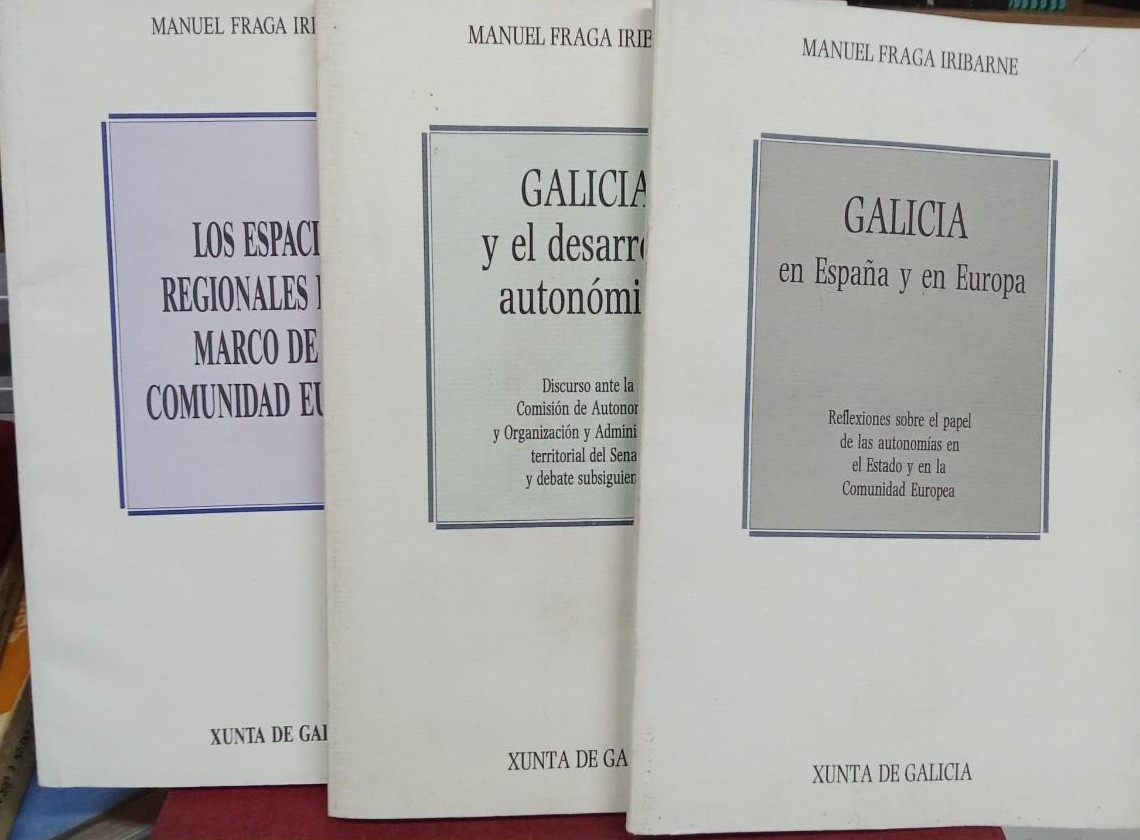 MANUEL FRAGA IRI
LOS ESPACI
REGIONALES
MARCO DE
COMUNIDAD EU
XUNTA DE GAL
MANUEL FRAGA IRIB
GALICIA
y el desarro
autonómi
Discurso ante la
Comisión de Autonom
y Organización y Admini
territorial del Sena
y debate subsiguien
XUNTA DE GA
MANUEL FRAGA IRIBARNE
GALICIA
en España y en Europa
Reflexiones sobre el papel
de las autonomías en
el Estado y en la
Comunidad Europea
XUNTA DE GALICIA